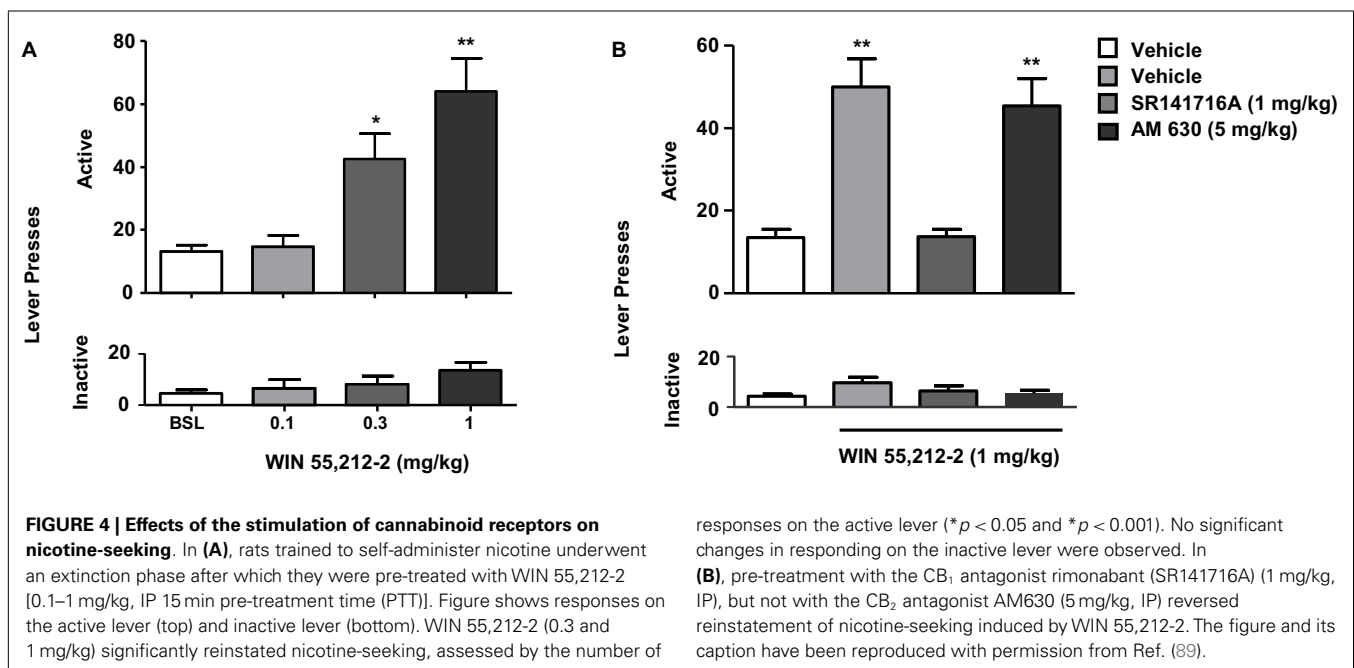 A
80
60
40
20
0
Active
*
**
Lever Presses
20
0
Inactive
BSL 0.1 0.3 1
WIN 55,212-2 (mg/kg)
B
60
40
20
0
Active
**
**
Lever Presses
20
0
Inactive
WIN 55,212-2 (1 mg/kg)
Vehicle
Vehicle
SR141716A (1 mg/kg)
AM 630 (5 mg/kg)
FIGURE 4 | Effects of the stimulation of cannabinoid receptors on
nicotine-seeking. In (A), rats trained to self-administer nicotine underwent
an extinction phase after which they were pre-treated with WIN 55,212-2
[0.1–1 mg/kg, IP 15 min pre-treatment time (PTT)]. Figure shows responses on
the active lever (top) and inactive lever (bottom). WIN 55,212-2 (0.3 and
1 mg/kg) significantly reinstated nicotine-seeking, assessed by the number of
responses on the active lever (*p < 0.05 and *p < 0.001). No significant
changes in responding on the inactive lever were observed. In
(B), pre-treatment with the CB₁ antagonist rimonabant (SR141716A) (1 mg/kg,
IP), but not with the CB₂ antagonist AM630 (5 mg/kg, IP) reversed
reinstatement of nicotine-seeking induced by WIN 55,212-2. The figure and its
caption have been reproduced with permission from Ref. (89).